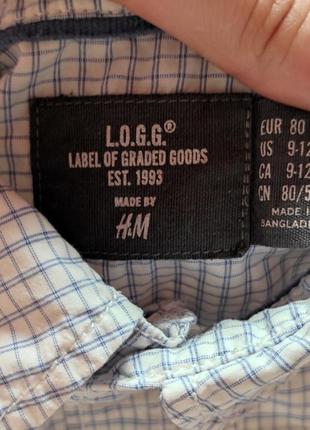 L.O.G.G.®
LABEL OF GRADED GOODS
EST. 1993
MADE BY
H&M
EUR 80
US 9-12
CA 9-12
CN 80/5
MADE IN
BANGLADE